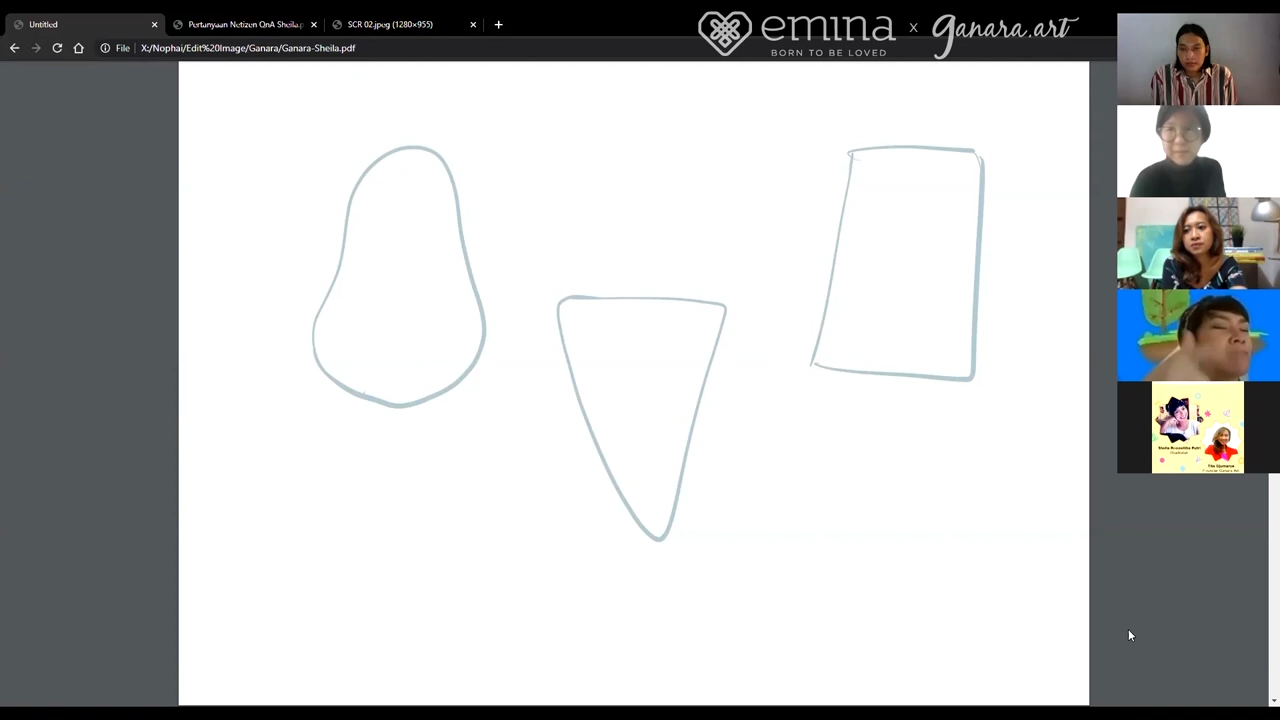 Untitled
Pertanyaan Netizen QnA Sheila.p
SCR 02.jpeg (1280×955)
File
X:/Nophai/Edit%20Image/Ganara/Ganara-Sheila.pdf
emina x ganara.art
BORN TO BE LOVED